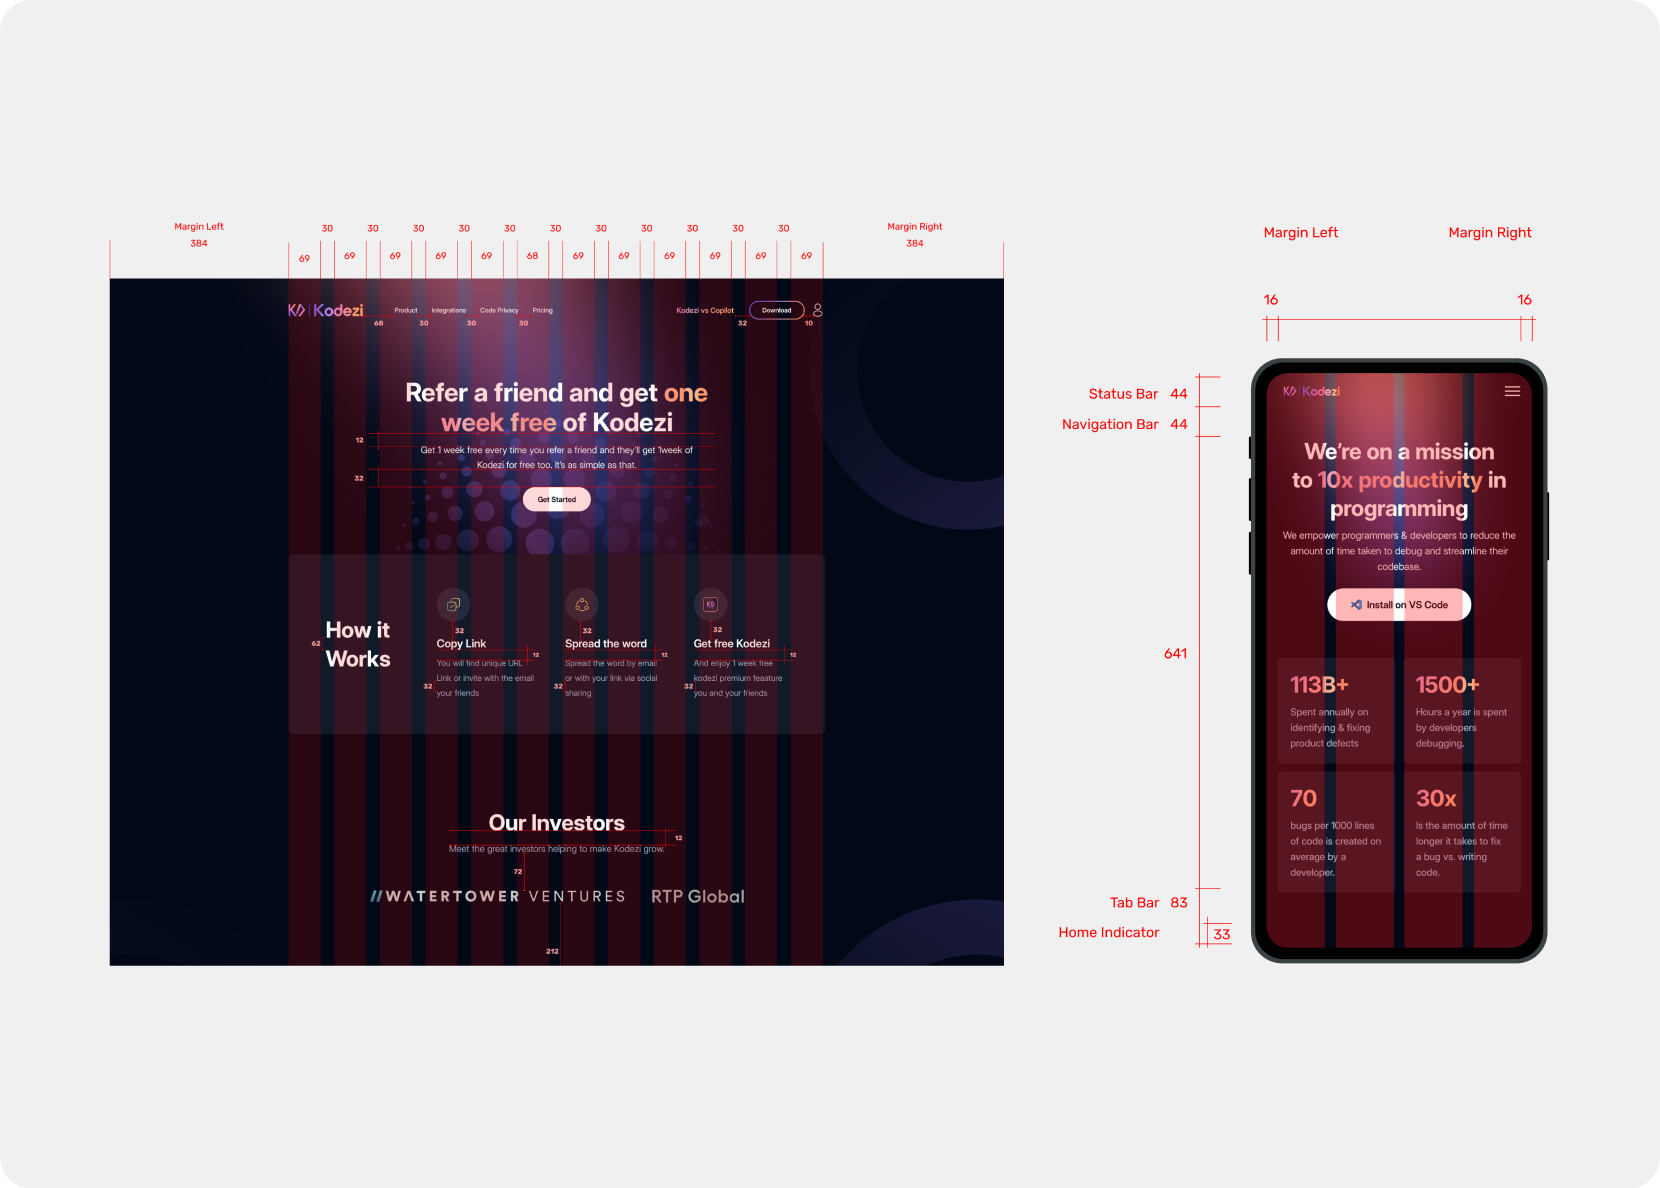 Margin Left
384
30 30 30 30 30 30 30 30 30 30 30
69 69 69 69 69 68 69 69 69 69 69 69
Margin Right
384
Kodezi
Product Integrations Code Privacy Pricing
Kodezi vs Copilot Download
68 30 30 30 32 10
Refer a friend and get one
week free of Kodezi
12
Get 1 week free every time you refer a friend and they'll get 1week of
Kodezi for free too. It's as simple as that.
32
Get Started
How it
Works
62
32
Copy Link
12
You will find unique URL
Link or invite with the email
your friends
32
32
Spread the word
12
Spread the word by email
or with your link via social
sharing
32
32
Get free Kodezi
12
And enjoy 1 week free
kodezi premium feaature
you and your friends
32
Our Investors
12
Meet the great investors helping to make Kodezi grow.
72
WATERTOWER VENTURES RTP Global
212
Margin Left Margin Right
16 16
Status Bar 44
Navigation Bar 44
641
Tab Bar 83
Home Indicator 33
Kodezi
We're on a mission
to 10x productivity in
programming
We empower programmers & developers to reduce the
amount of time taken to debug and streamline their
codebase.
Install on VS Code
113B+
Spent annually on
identifying & fixing
product defects
1500+
Hours a year is spent
by developers
debugging.
70
bugs per 1000 lines
of code is created on
average by a
developer.
30x
Is the amount of time
longer it takes to fix
a bug vs. writing
code.